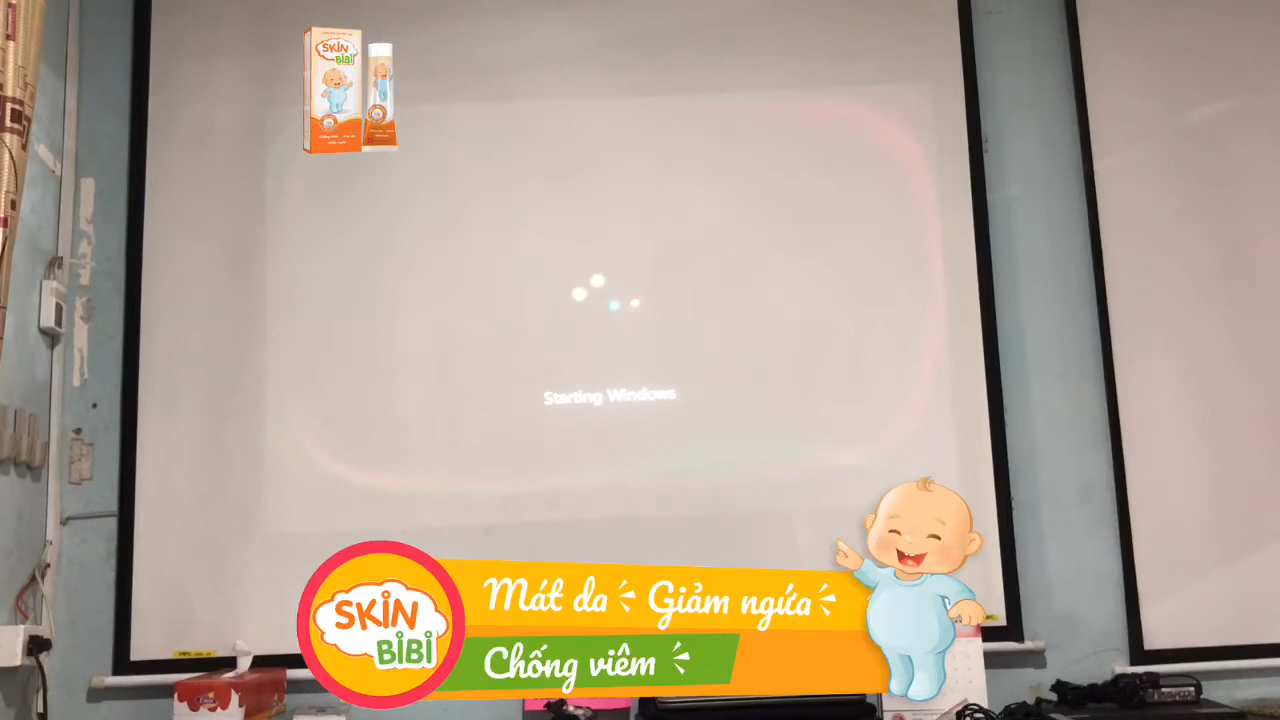 SKIN
BiBi
Starting Windows
SKIN
BiBi
Mát da Giảm ngứa
Chống viêm